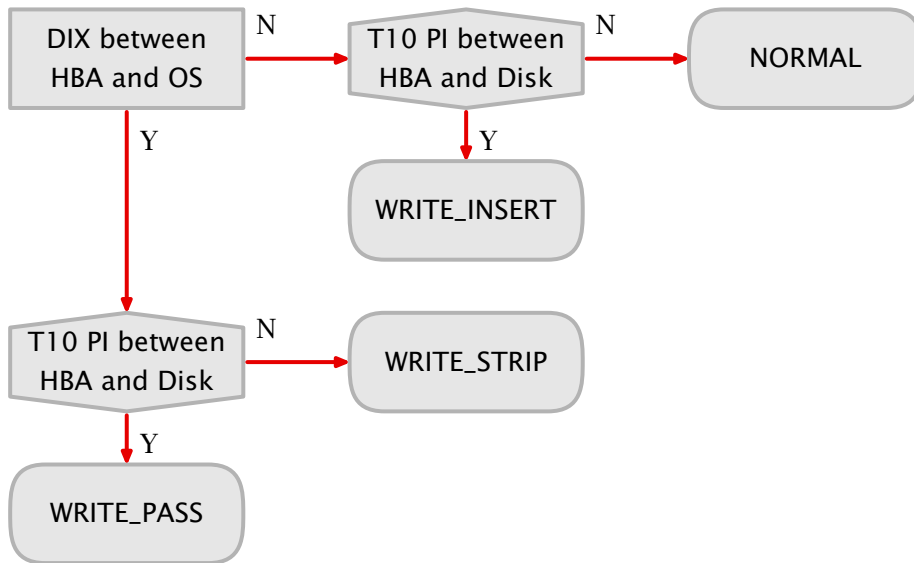 DIX between
HBA and OS
N
T10 PI between
HBA and Disk
N
NORMAL
Y
Y
WRITE_INSERT
T10 PI between
HBA and Disk
N
WRITE_STRIP
Y
WRITE_PASS